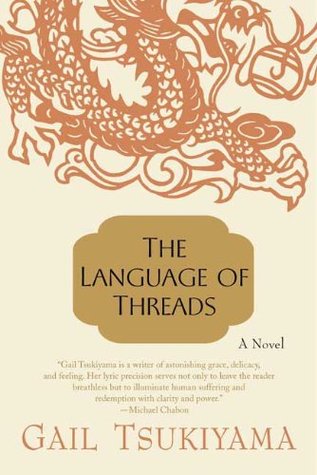 THE
LANGUAGE OF
THREADS
A Novel
"Gail Tsukiyama is a writer of astonishing grace, delicacy,
and feeling. Her lyric precision serves not only to leave the reader
breathless but to illuminate human suffering and
redemption with clarity and power."
—Michael Chabon
GAIL TSUKIYAMA